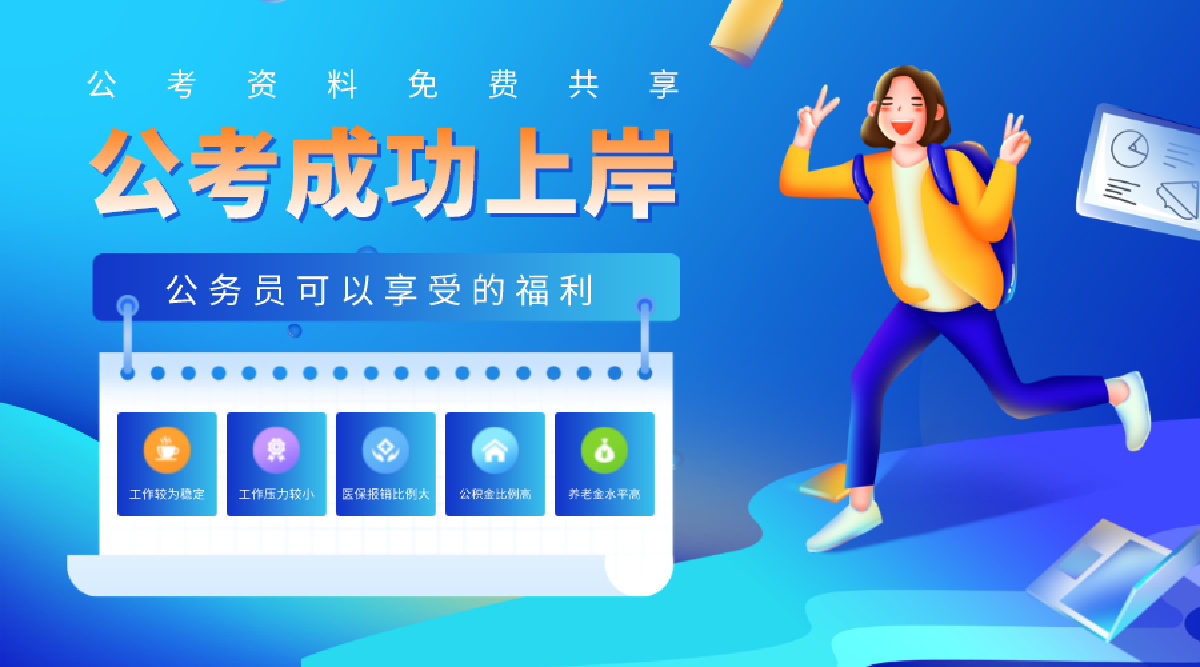 公考资料免费共享
公考成功上岸
公务员可以享受的福利
工作较为稳定
工作压力较小
医保报销比例大
公积金比例高
养老金水平高